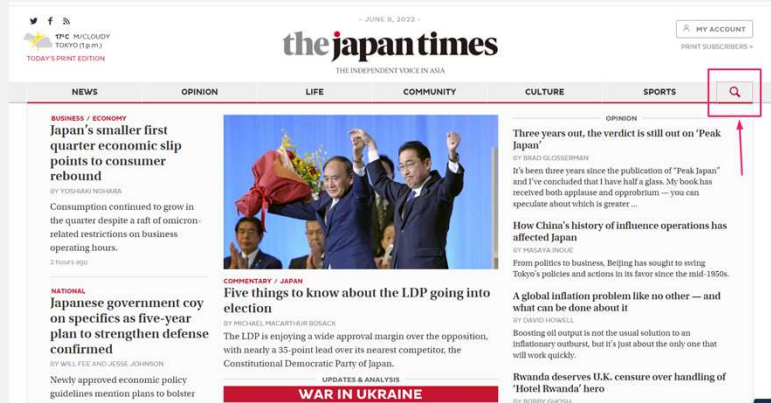 - JUNE 8, 2022 -
17°C M/CLOUDY
TOKYO (1 p.m.)
TODAY'S PRINT EDITION
the japan times
THE INDEPENDENT VOICE IN ASIA
MY ACCOUNT
PRINT SUBSCRIBERS »
NEWS OPINION LIFE COMMUNITY CULTURE SPORTS
BUSINESS / ECONOMY
Japan's smaller first
quarter economic slip
points to consumer
rebound
BY YOSHIAKI NOHARA
Consumption continued to grow in
the quarter despite a raft of omicron-
related restrictions on business
operating hours.
2 hours ago
NATIONAL
Japanese government coy
on specifics as five-year
plan to strengthen defense
confirmed
BY WILL FEE AND JESSE JOHNSON
Newly approved economic policy
guidelines mention plans to bolster
COMMENTARY / JAPAN
Five things to know about the LDP going into
election
BY MICHAEL MACARTHUR BOSACK
The LDP is enjoying a wide approval margin over the opposition,
with nearly a 35-point lead over its nearest competitor, the
Constitutional Democratic Party of Japan.
UPDATES & ANALYSIS
WAR IN UKRAINE
OPINION
Three years out, the verdict is still out on 'Peak
Japan'
BY BRAD GLOSSERMAN
It's been three years since the publication of "Peak Japan"
and I've concluded that I have half a glass. My book has
received both applause and opprobrium — you can
speculate about which is greater ...
How China's history of influence operations has
affected Japan
BY MASAYA INOUE
From politics to business, Beijing has sought to swing
Tokyo's policies and actions in its favor since the mid-1950s.
A global inflation problem like no other — and
what can be done about it
BY DAVID HOWELL
Boosting oil output is not the usual solution to an
inflationary outburst, but it's just about the only one that
will work quickly.
Rwanda deserves U.K. censure over handling of
'Hotel Rwanda' hero
BY BOBBY GHOSH